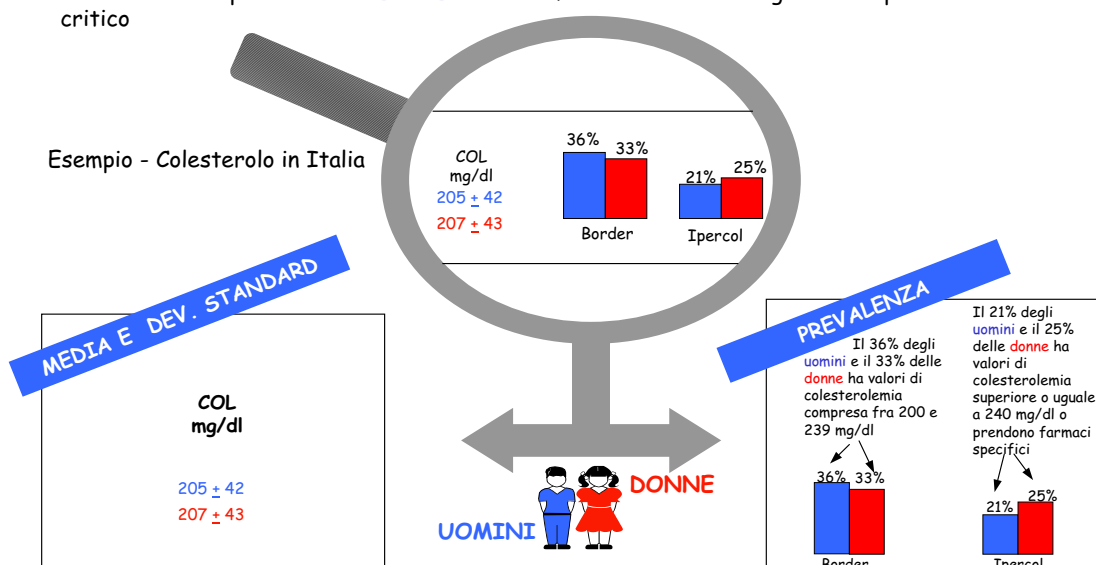 critico
Esempio - Colesterolo in Italia
COL
mg/dl
205 ± 42
207 ± 43
36%
33%
Border
21%
25%
Ipercol
MEDIA E DEV. STANDARD
COL
mg/dl
205 ± 42
207 ± 43
UOMINI
DONNE
PREVALENZA
Il 36% degli
uomini e il 33% delle
donne ha valori di
colesterolemia
compresa fra 200 e
239 mg/dl
36%
33%
Border
Il 21% degli
uomini e il 25%
delle donne ha
valori di
colesterolemia
superiore o uguale
a 240 mg/dl o
prendono farmaci
specifici
21%
25%
Ipercol